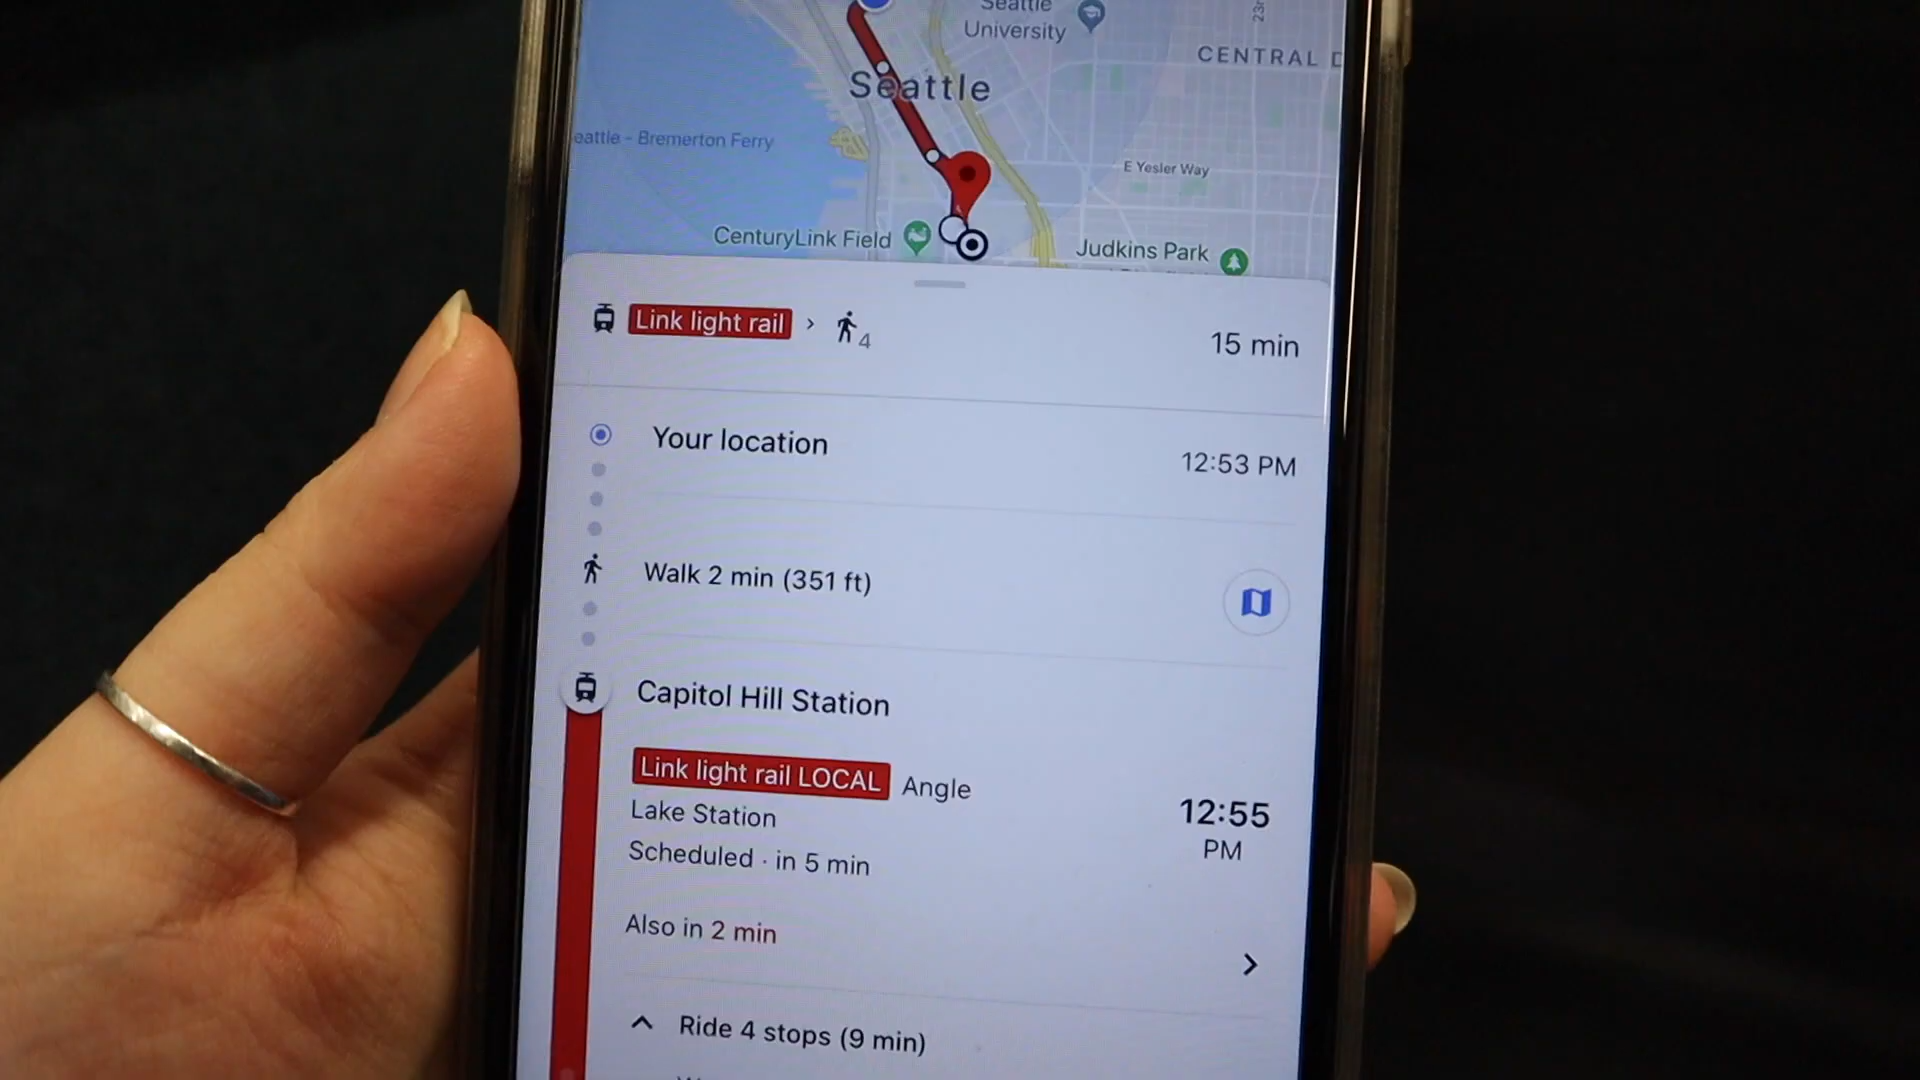 Seattle
University
23r
CENTRAL D
Seattle
eattle - Bremerton Ferry
E Yesler Way
CenturyLink Field
Judkins Park
Link light rail
4
15 min
Your location
12:53 PM
Walk 2 min (351 ft)
Capitol Hill Station
Link light rail LOCAL Angle
Lake Station
12:55
PM
Scheduled · in 5 min
Also in 2 min
Ride 4 stops (9 min)